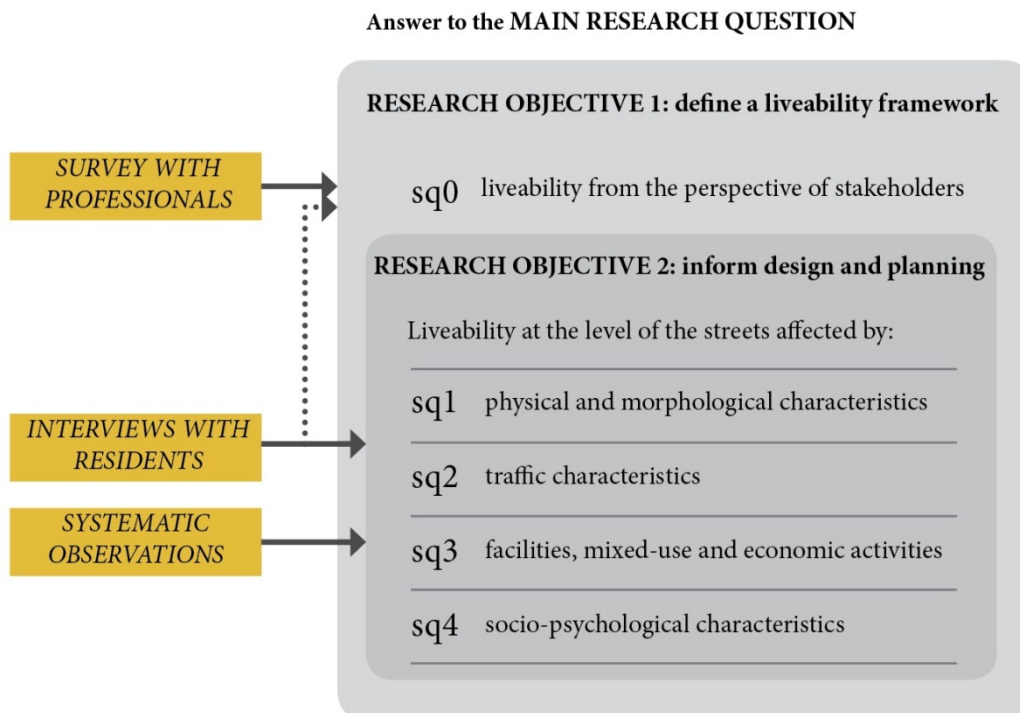 Answer to the MAIN RESEARCH QUESTION
RESEARCH OBJECTIVE 1: define a liveability framework
SURVEY WITH
PROFESSIONALS
sq0 liveability from the perspective of stakeholders
RESEARCH OBJECTIVE 2: inform design and planning
Liveability at the level of the streets affected by:
sq1 physical and morphological characteristics
INTERVIEWS WITH
RESIDENTS
sq2 traffic characteristics
SYSTEMATIC
OBSERVATIONS
sq3 facilities, mixed-use and economic activities
sq4 socio-psychological characteristics